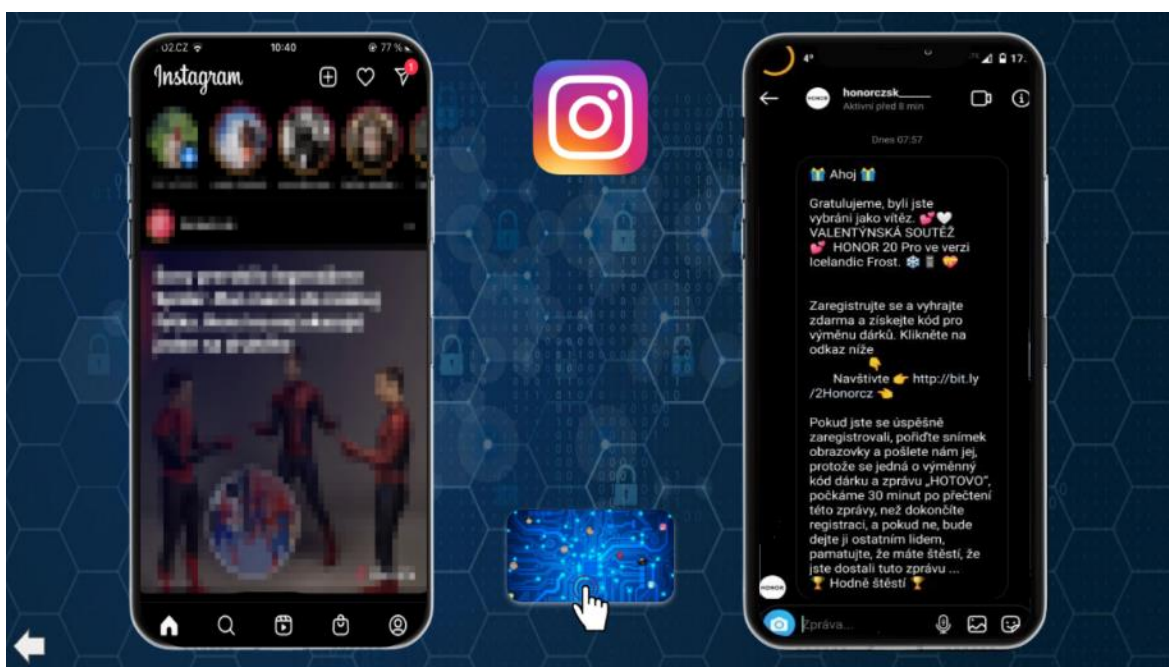 O2.CZ 10:40 77 %
Instagram
1
4° 17.
honorczsk_____
HONOR Aktivní před 8 min
Dnes 07:57
Ahoj
Gratulujeme, byli jste
vybráni jako vítěz. 💕🤍
VALENTÝNSKÁ SOUTĚŽ
💕 HONOR 20 Pro ve verzi
Icelandic Frost. ❄️
Zaregistrujte se a vyhrajte
zdarma a získejte kód pro
výměnu dárků. Klikněte na
odkaz níže
👇
Navštivte 👉 http://bit.ly
/2Honorcz 👈
Pokud jste se úspěšně
zaregistrovali, pořiďte snímek
obrazovky a pošlete nám jej,
protože se jedná o výměnný
kód dárku a zprávu „HOTOVO“,
počkáme 30 minut po přečtení
této zprávy, než dokončíte
registraci, a pokud ne, bude
dejte ji ostatním lidem,
pamatujte, že máte štěstí, že
jste dostali tuto zprávu ...
🏆 Hodně štěstí 🏆
HONOR
Zpráva...